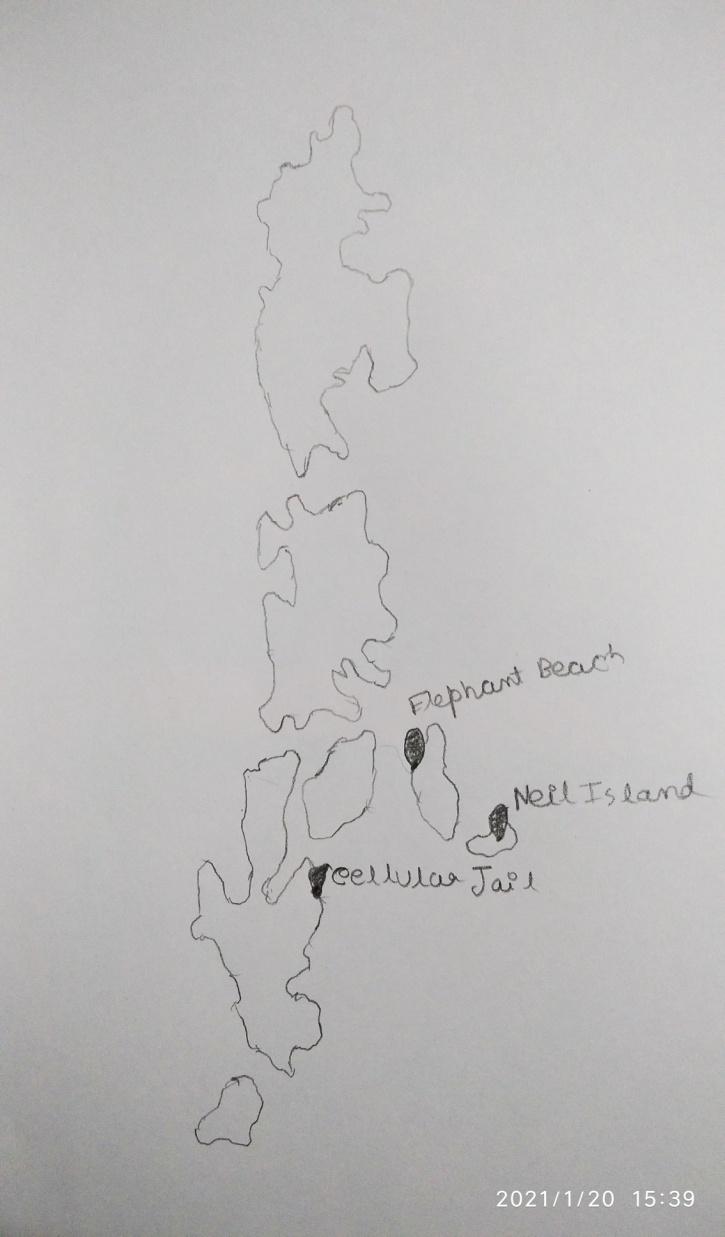 Elephant Beach
Neil Island
Cellular Jail
2021/1/20 15:39